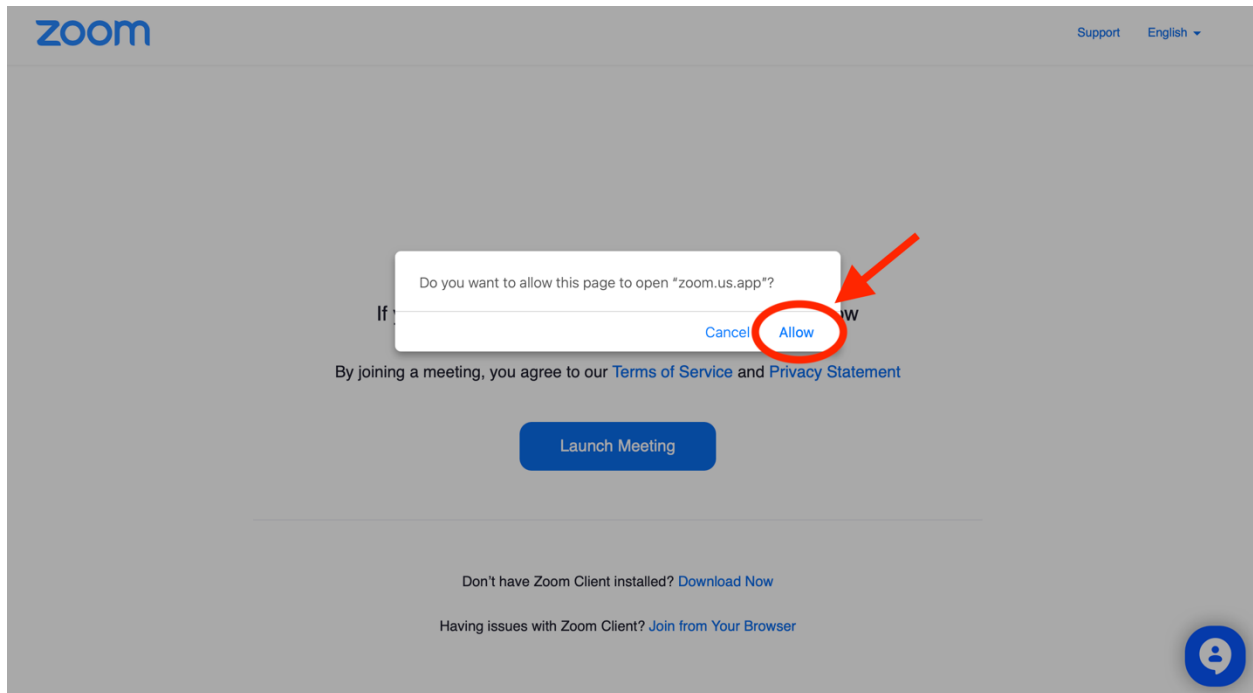 zoom
Support English
Do you want to allow this page to open “zoom.us.app”?
If
Cancel Allow
By joining a meeting, you agree to our Terms of Service and Privacy Statement
Launch Meeting
Don’t have Zoom Client installed? Download Now
Having issues with Zoom Client? Join from Your Browser